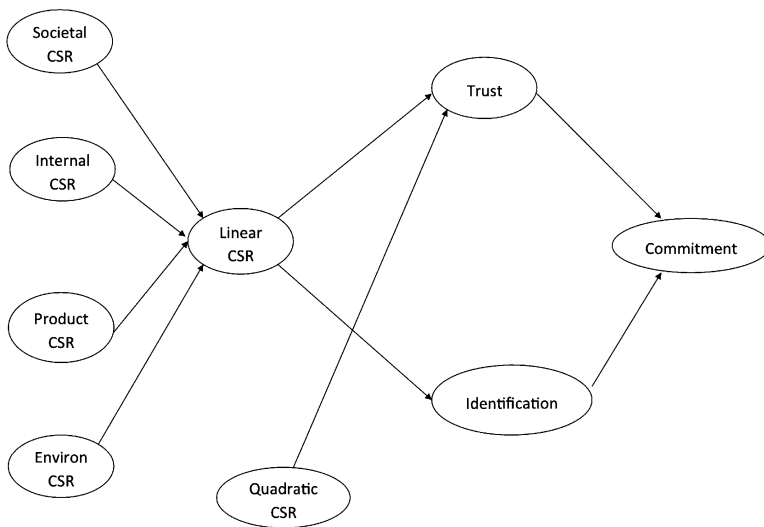 Societal
CSR
Internal
CSR
Product
CSR
Environ
CSR
Linear
CSR
Quadratic
CSR
Trust
Identification
Commitment